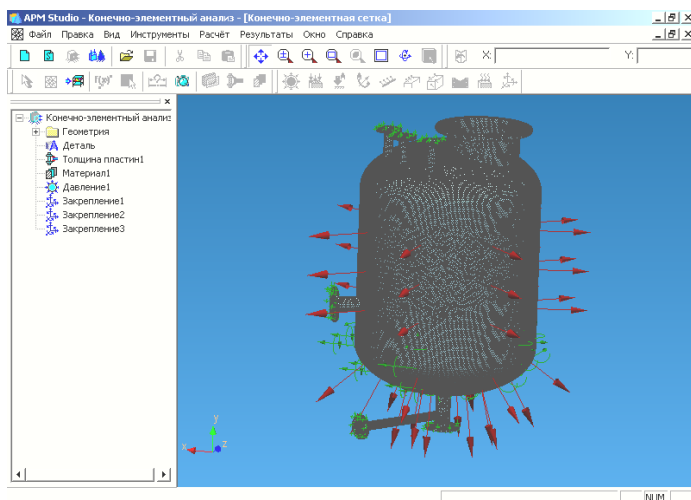 APM Studio - Конечно-элементный анализ - [Конечно-элементная сетка]
Файл Правка Вид Инструменты Расчёт Результаты Окно Справка
X: Y:
f(x)
Конечно-элементный анализ
Геометрия
Деталь
Толщина пластин1
Материал1
Давление1
Закрепление1
Закрепление2
Закрепление3
y
x z
NUM